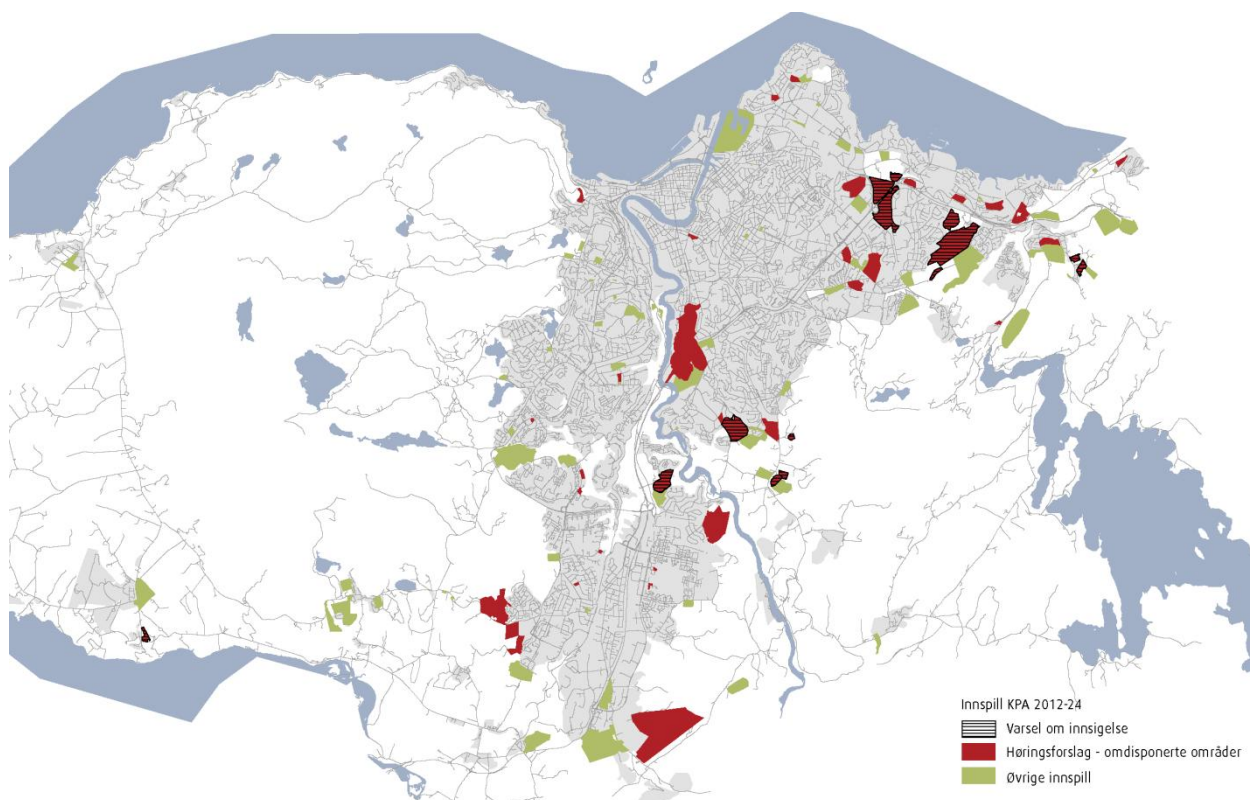 Innspill KPA 2012-24
Varsel om innsigelse
Høringsforslag - omdisponerte områder
Øvrige innspill